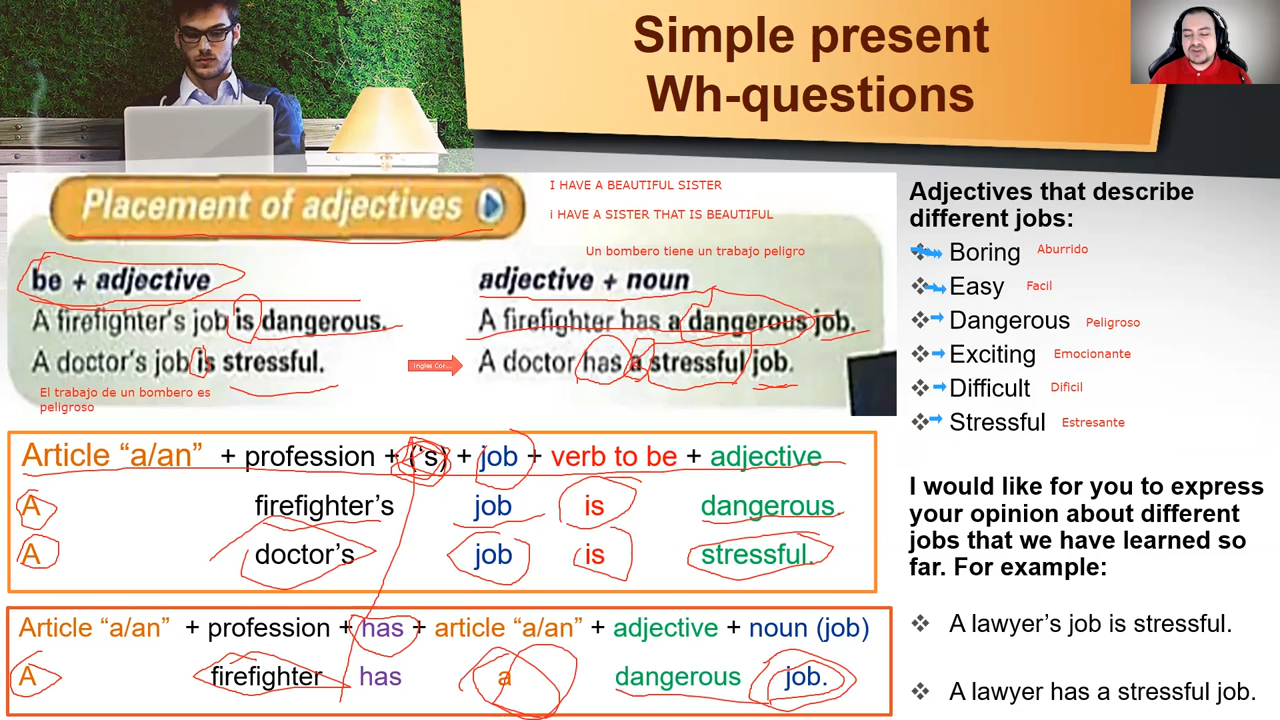 Simple present
Wh-questions
Placement of adjectives
I HAVE A BEAUTIFUL SISTER
i HAVE A SISTER THAT IS BEAUTIFUL
Un bombero tiene un trabajo peligro
be + adjective
A firefighter's job is dangerous.
A doctor's job is stressful.
El trabajo de un bombero es
peligroso
adjective + noun
A firefighter has a dangerous job.
Ingles Cor...
A doctor has a stressful job.
Article “a/an” + profession + (‘s) + job + verb to be + adjective
A firefighter’s job is dangerous
A doctor’s job is stressful.
Article “a/an” + profession + has + article “a/an” + adjective + noun (job)
A firefighter has a dangerous job.
Adjectives that describe
different jobs:
Boring Aburrido
Easy Facil
Dangerous Peligroso
Exciting Emocionante
Difficult Dificil
Stressful Estresante
I would like for you to express
your opinion about different
jobs that we have learned so
far. For example:
A lawyer’s job is stressful.
A lawyer has a stressful job.